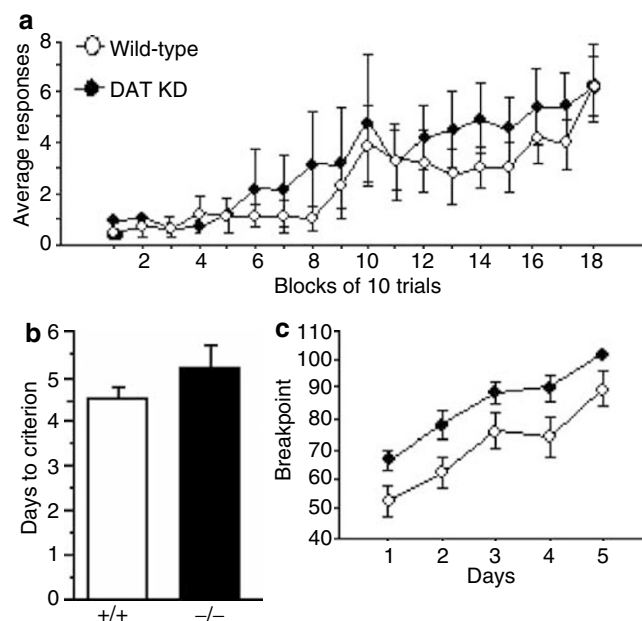 a
8
6
4
2
0
Average responses
Wild-type
DAT KD
2 4 6 8 10 12 14 16 18
Blocks of 10 trials
b
6
5
4
3
2
1
0
Days to criterion
+/+ –/–
c
110
100
90
80
70
60
50
40
Breakpoint
1 2 3 4 5
Days